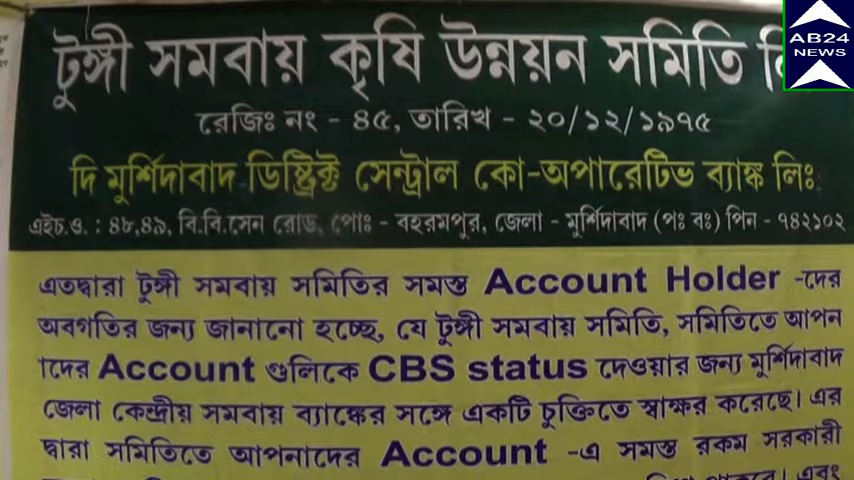 AB24
NEWS
টুঙ্গী সমবায় কৃষি উন্নয়ন সমিতি
রেজিঃ নং - ৪৫, তারিখ - ২০/১২/১৯৭৫
দি মুর্শিদাবাদ ডিষ্ট্রিক্ট সেন্ট্রাল কো-অপারেটিভ ব্যাঙ্ক লিঃ
এইচ.ও. : ৪৮,৪৯, বি.বি.সেন রোড, পোঃ - বহরমপুর, জেলা - মুর্শিদাবাদ (পঃ বঃ) পিন - ৭৪২১০২
এতদ্বারা টুঙ্গী সমবায় সমিতির সমস্ত Account Holder -দের
অবগতির জন্য জানানো হচ্ছে, যে টুঙ্গী সমবায় সমিতি, সমিতিতে আপন
াদের Account গুলিকে CBS status দেওয়ার জন্য মুর্শিদাবাদ
জেলা কেন্দ্রীয় সমবায় ব্যাঙ্কের সঙ্গে একটি চুক্তিতে স্বাক্ষর করেছে। এর
দ্বারা সমিতিতে আপনাদের Account -এ সমস্ত রকম সরকারী